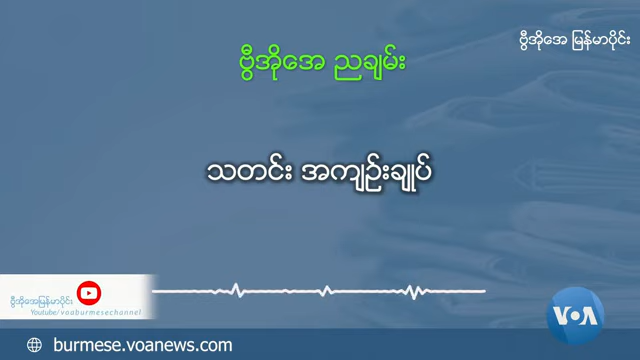 ဗွီအိုအေ မြန်မာပိုင်း
ဗွီအိုအေ ညချမ်း
သတင်း အကျဉ်းချုပ်
ဗွီအိုအေမြန်မာပိုင်း
Youtube/voaburmesechannel
VOA
burmese.voanews.com